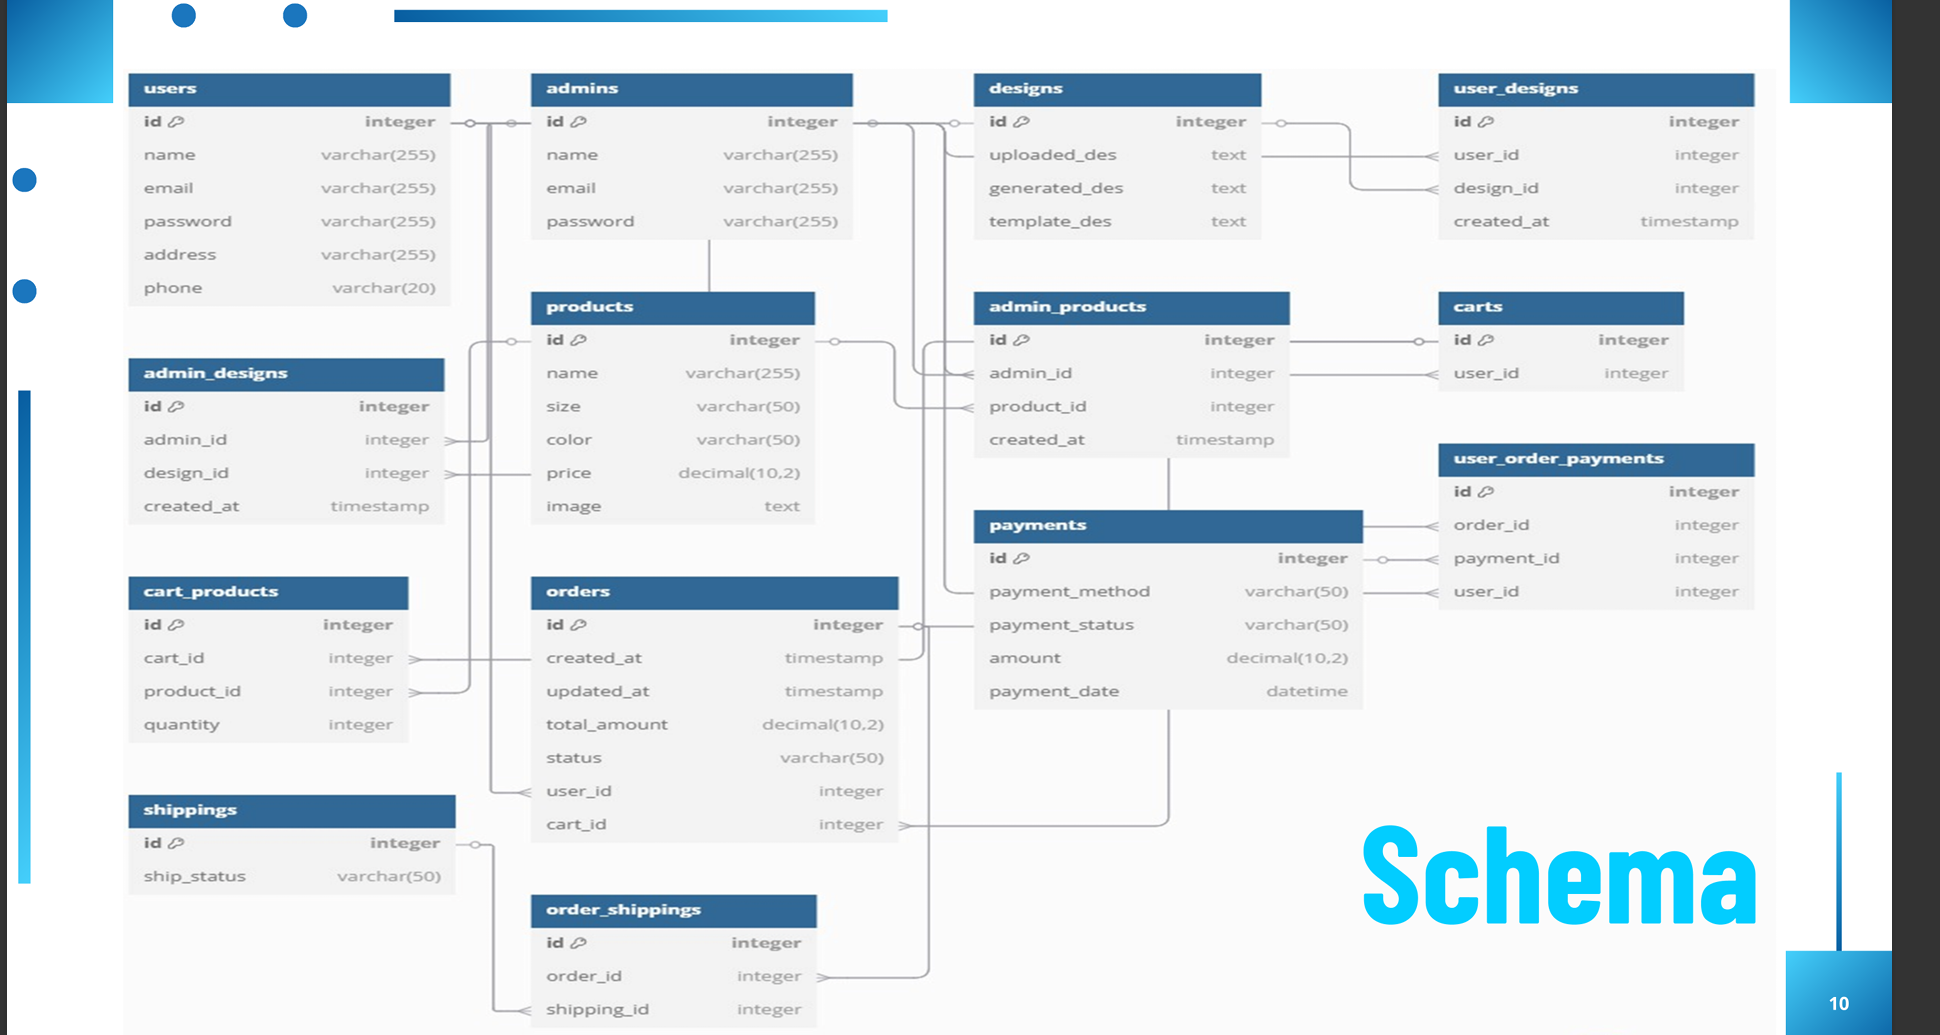 users
id integer
name varchar(255)
email varchar(255)
password varchar(255)
address varchar(255)
phone varchar(20)
admins
id integer
name varchar(255)
email varchar(255)
password varchar(255)
designs
id integer
uploaded_des text
generated_des text
template_des text
user_designs
id integer
user_id integer
design_id integer
created_at timestamp
admin_designs
id integer
admin_id integer
design_id integer
created_at timestamp
products
id integer
name varchar(255)
size varchar(50)
color varchar(50)
price decimal(10,2)
image text
admin_products
id integer
admin_id integer
product_id integer
created_at timestamp
carts
id integer
user_id integer
user_order_payments
id integer
order_id integer
payment_id integer
user_id integer
payments
id integer
payment_method varchar(50)
payment_status varchar(50)
amount decimal(10,2)
payment_date datetime
cart_products
id integer
cart_id integer
product_id integer
quantity integer
orders
id integer
created_at timestamp
updated_at timestamp
total_amount decimal(10,2)
status varchar(50)
user_id integer
cart_id integer
shippings
id integer
ship_status varchar(50)
order_shippings
id integer
order_id integer
shipping_id integer
Schema
10